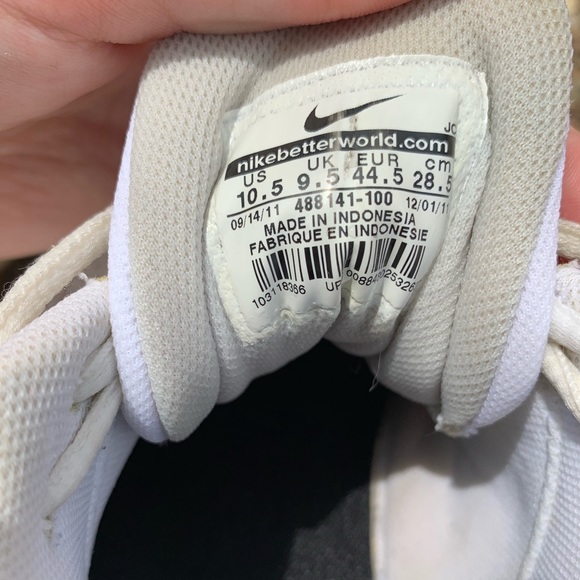 JC
nikebetterworld.com
US UK EUR cm
10.5 9.5 44.5 28.5
09/14/11 488141-100 12/01/11
MADE IN INDONESIA
FABRIQUE EN INDONESIE
103118366